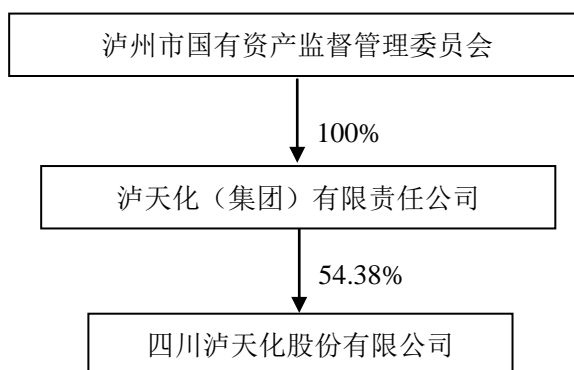 泸州市国有资产监督管理委员会
100%
泸天化（集团）有限责任公司
54.38%
四川泸天化股份有限公司